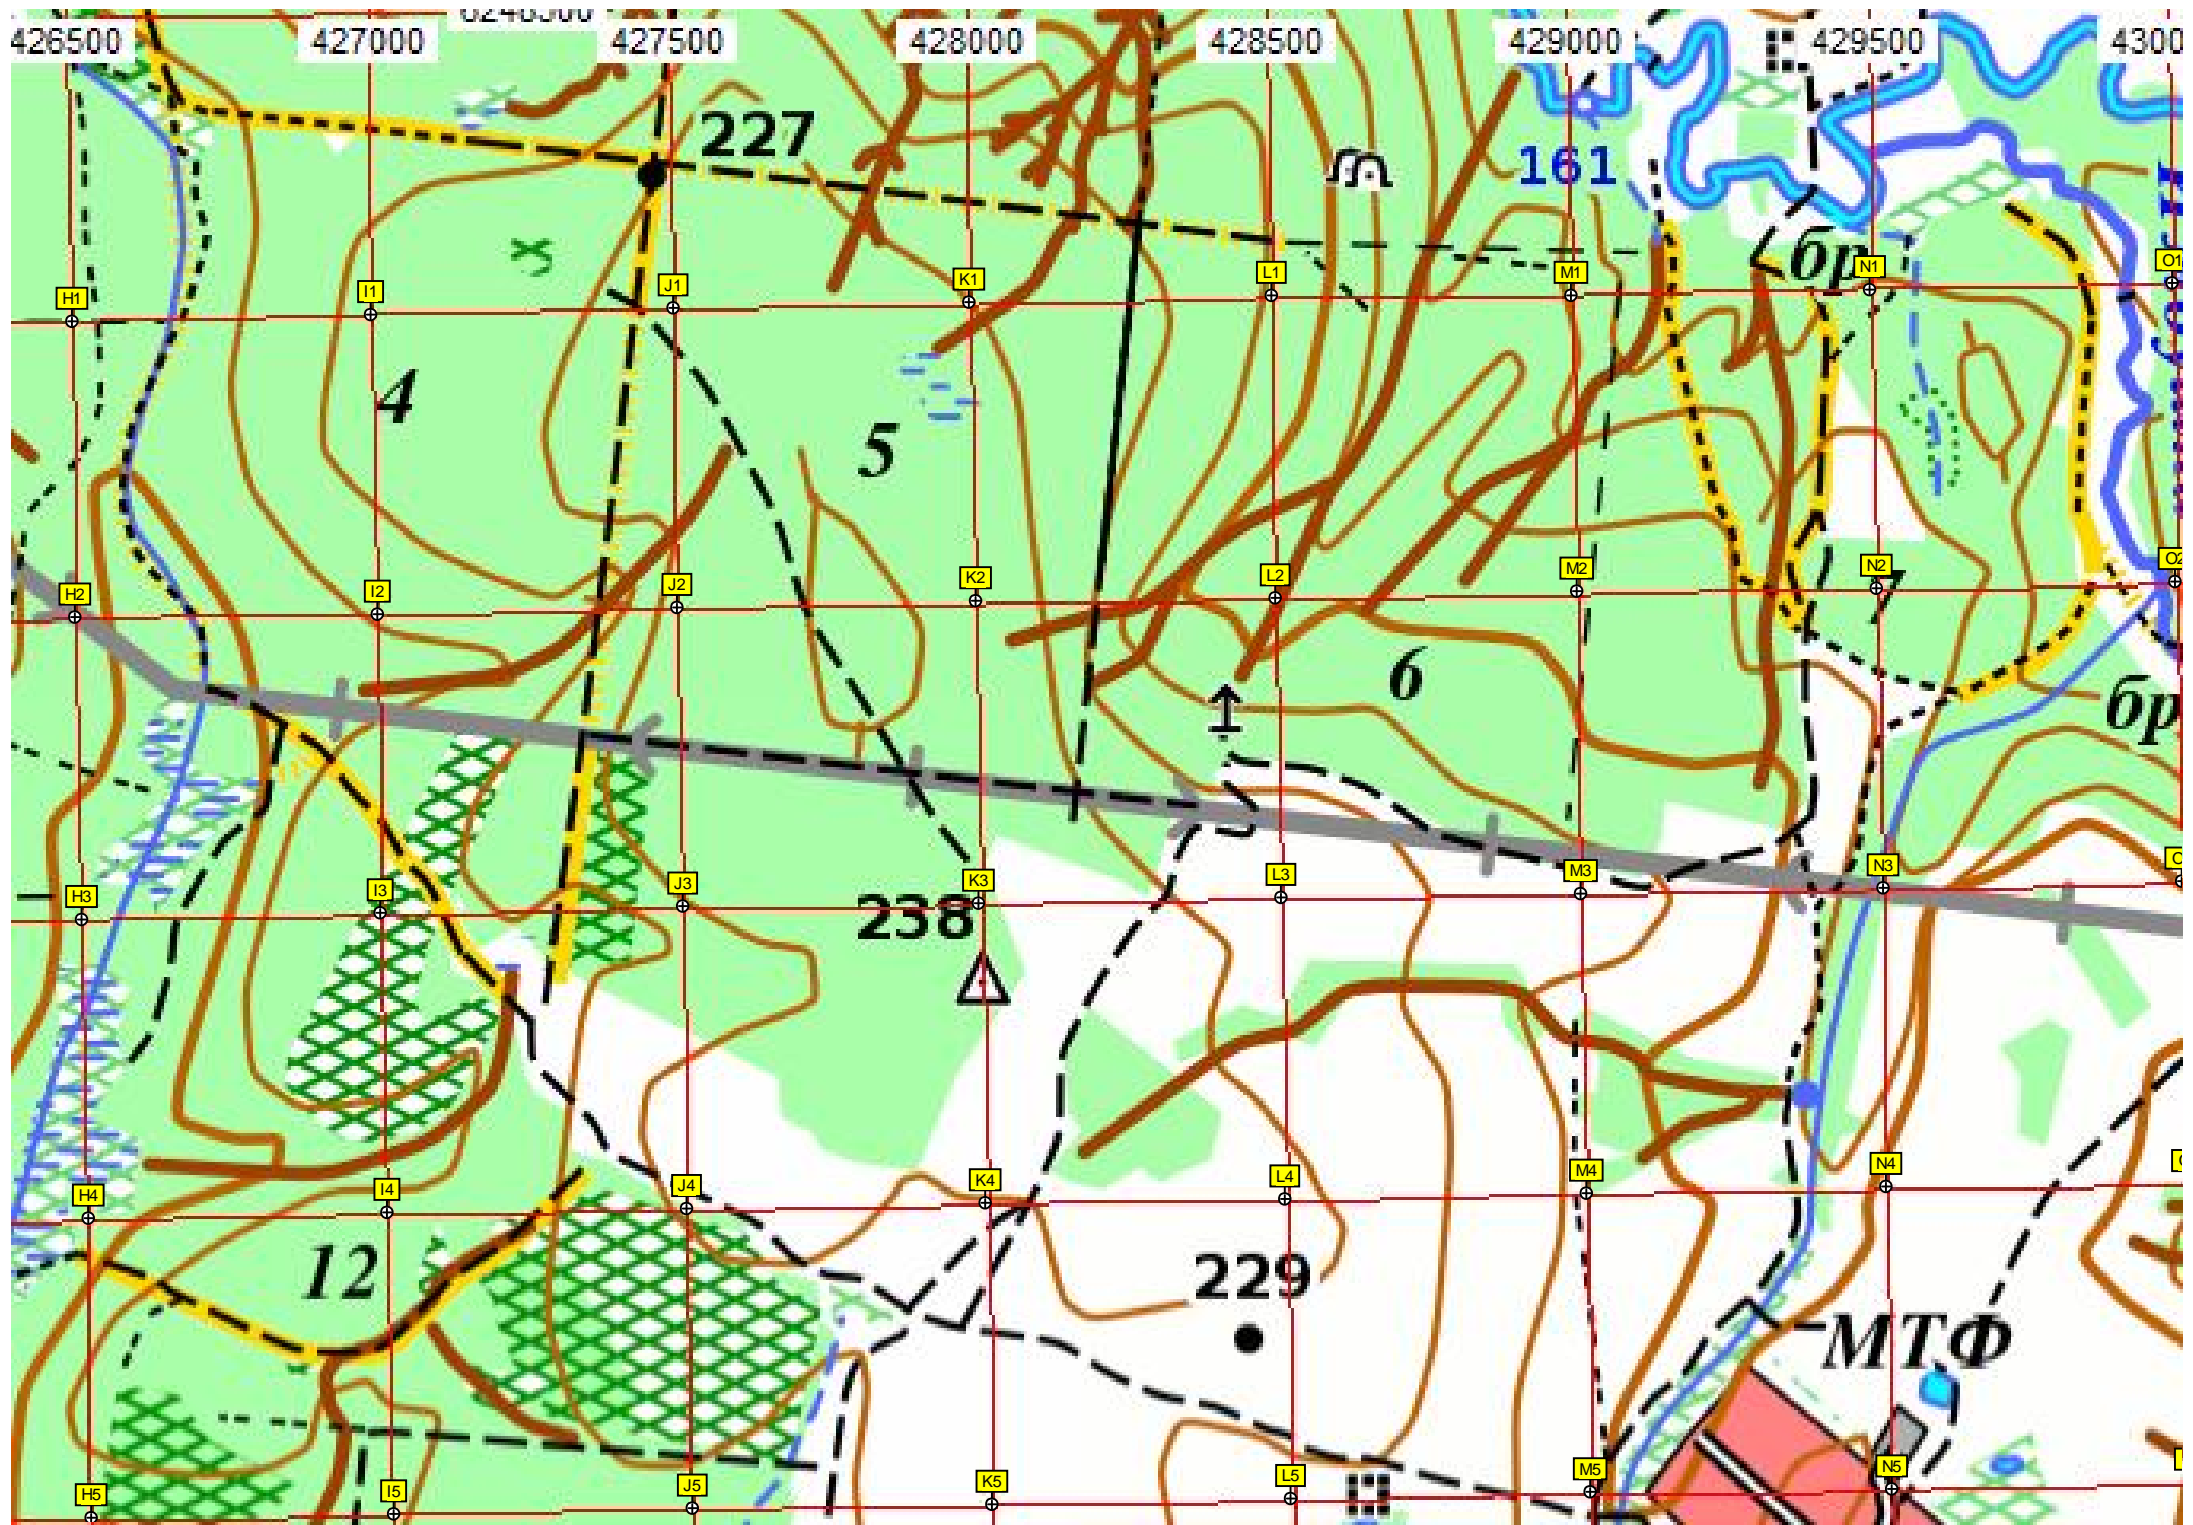 426500 427000 427500 428000 428500 429000 429500
227
161
бр
H1 I1 J1 K1 L1 M1 N1 O1
4
5
H2 I2 J2 K2 L2 M2 N2 O2
7
6
бр
H3 I3 J3 K3 L3 M3 N3
238
H4 I4 J4 K4 L4 M4 N4
12
229
МТФ
H5 I5 J5 K5 L5 M5 N5